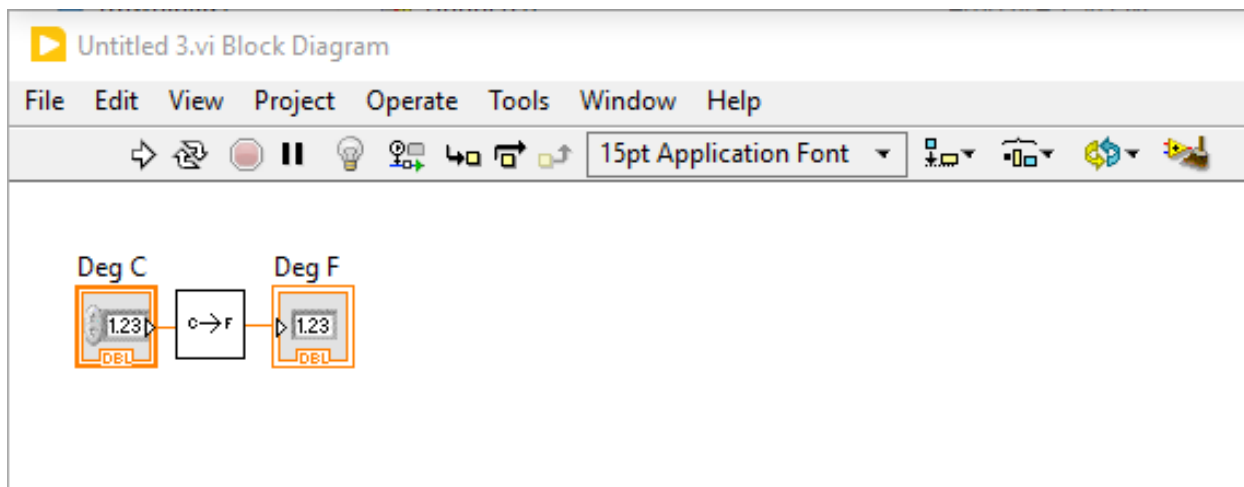 Untitled 3.vi Block Diagram
File Edit View Project Operate Tools Window Help
15pt Application Font
Deg C Deg F
1.23 C→F 1.23
DBL DBL